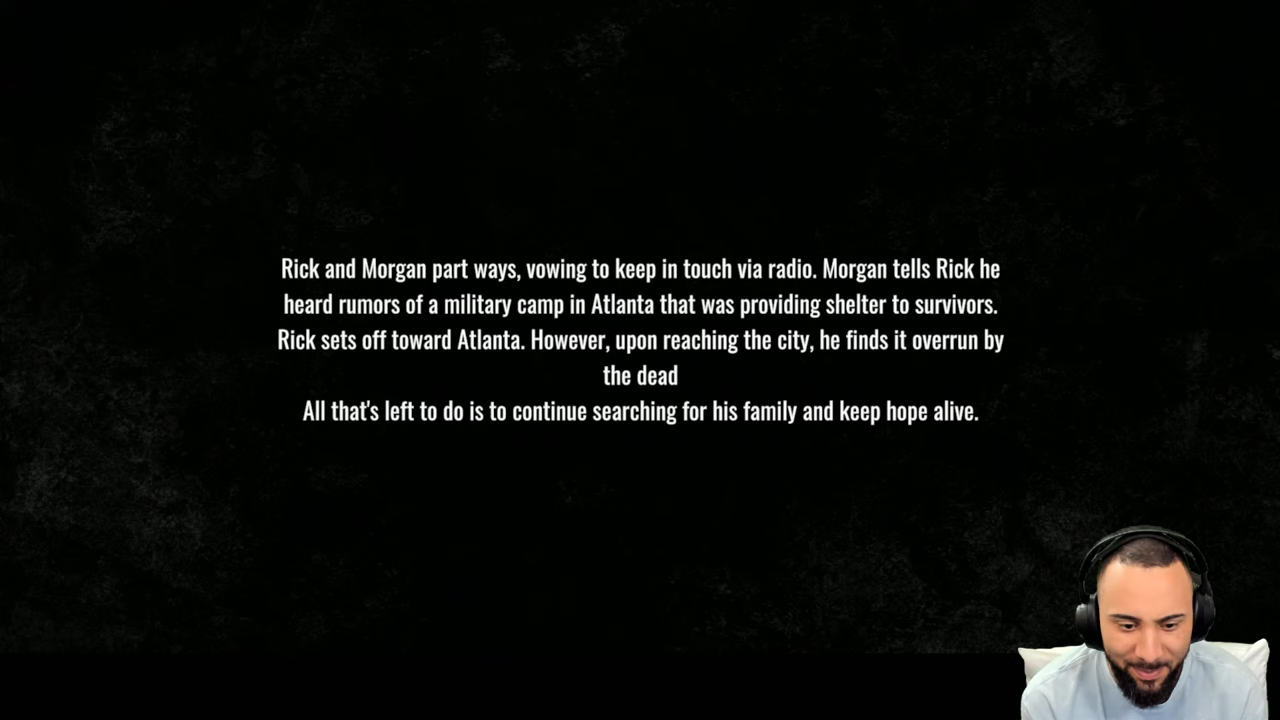 Rick and Morgan part ways, vowing to keep in touch via radio. Morgan tells Rick he
heard rumors of a military camp in Atlanta that was providing shelter to survivors.
Rick sets off toward Atlanta. However, upon reaching the city, he finds it overrun by
the dead
All that's left to do is to continue searching for his family and keep hope alive.